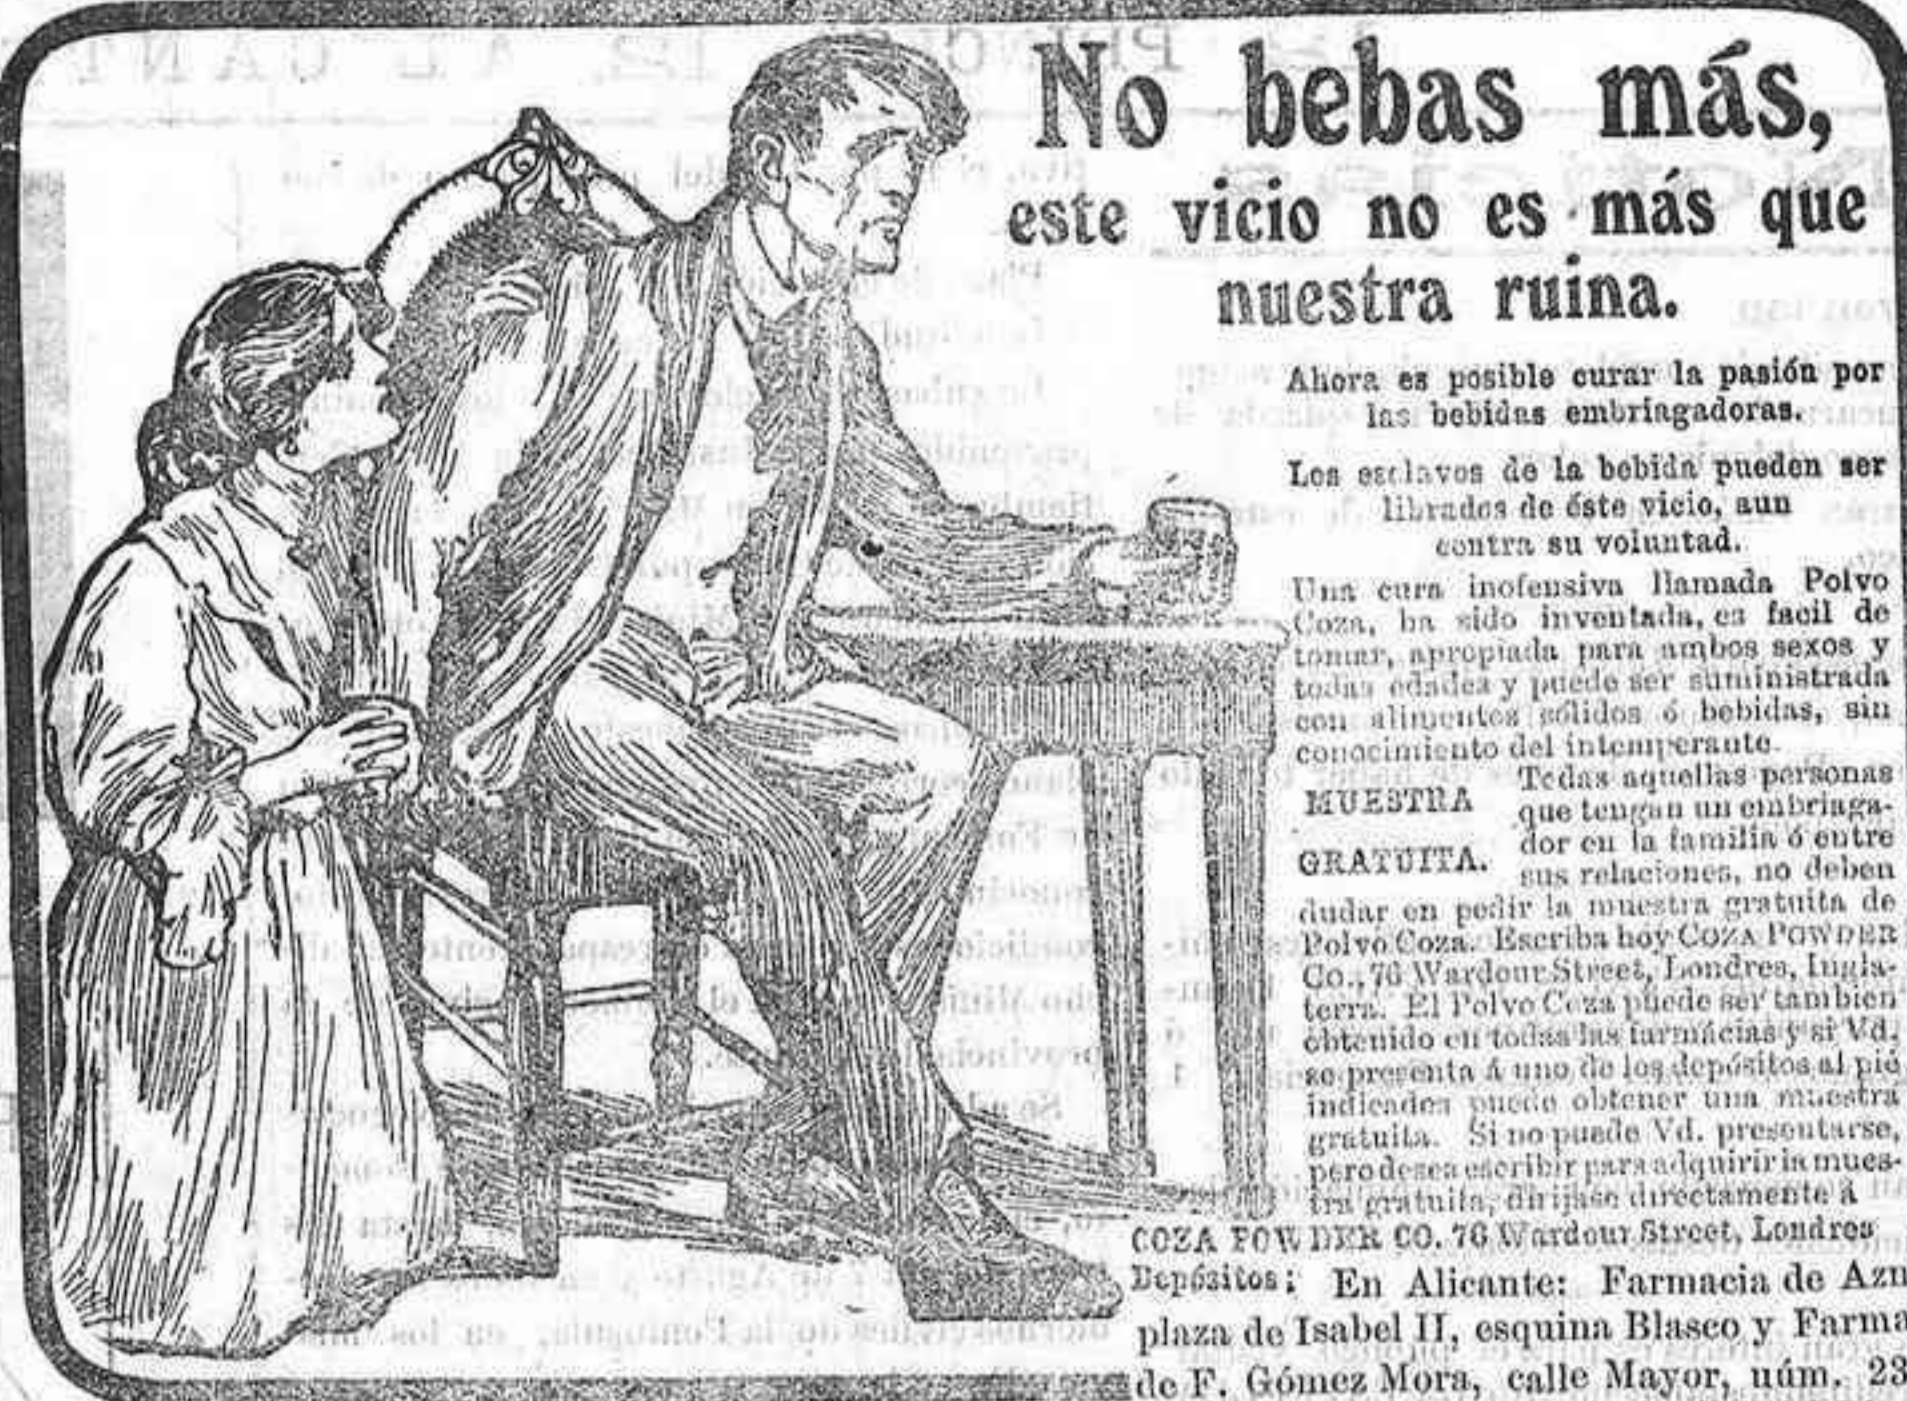 No bebas más,
este vicio no es más que
nuestra ruina.
Ahora es posible curar la pasión por
las bebidas embriagadoras.
Los esclavos de la bebida pueden ser
librados de éste vicio, aun
contra su voluntad.
Una cura inofensiva llamada Polvo
Coza, ha sido inventada, es facil de
tomar, apropiada para ambos sexos y
todas edades y puede ser suministrada
con alimentos sólidos ó bebidas, sin
conocimiento del intemperante.
MUESTRA
GRATUITA.
Todas aquellas personas
que tengan un embriaga-
dor en la familia ó entre
sus relaciones, no deben
dudar en pedir la muestra gratuita de
Polvo Coza. Escriba hoy COZA POWDER
Co., 76 Wardour Street, Londres, Ingla-
terra. El Polvo Coza puede ser tambien
obtenido en todas las farmácias y si Vd.
se presenta á uno de los depósitos al pié
indicados puede obtener una muestra
gratuita. Si no puede Vd. presentarse,
pero desea escribir para adquirir la mues-
tra gratuita, dirijase directamente á
COZA POWDER CO. 76 Wardour Street, Londres
Depósitos: En Alicante: Farmacia de Azn
plaza de Isabel II, esquina Blasco y Farma
de F. Gómez Mora, calle Mayor, núm. 23